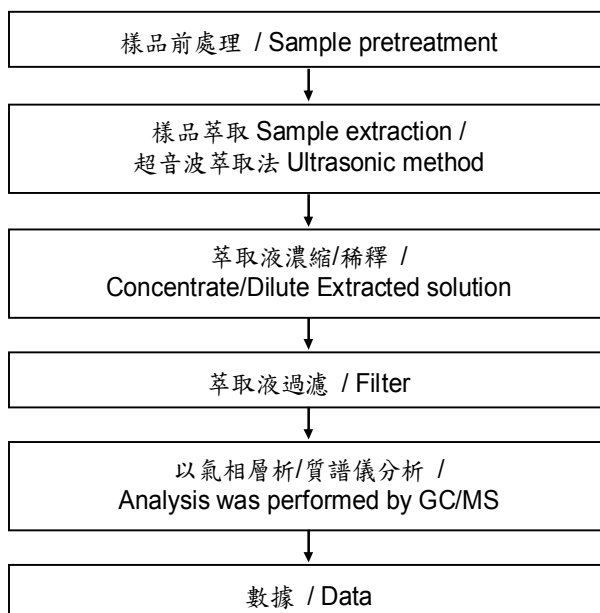 樣品前處理 / Sample pretreatment
樣品萃取 Sample extraction /
超音波萃取法 Ultrasonic method
萃取液濃縮/稀釋 /
Concentrate/Dilute Extracted solution
萃取液過濾 / Filter
以氣相層析/質譜儀分析 /
Analysis was performed by GC/MS
數據 / Data